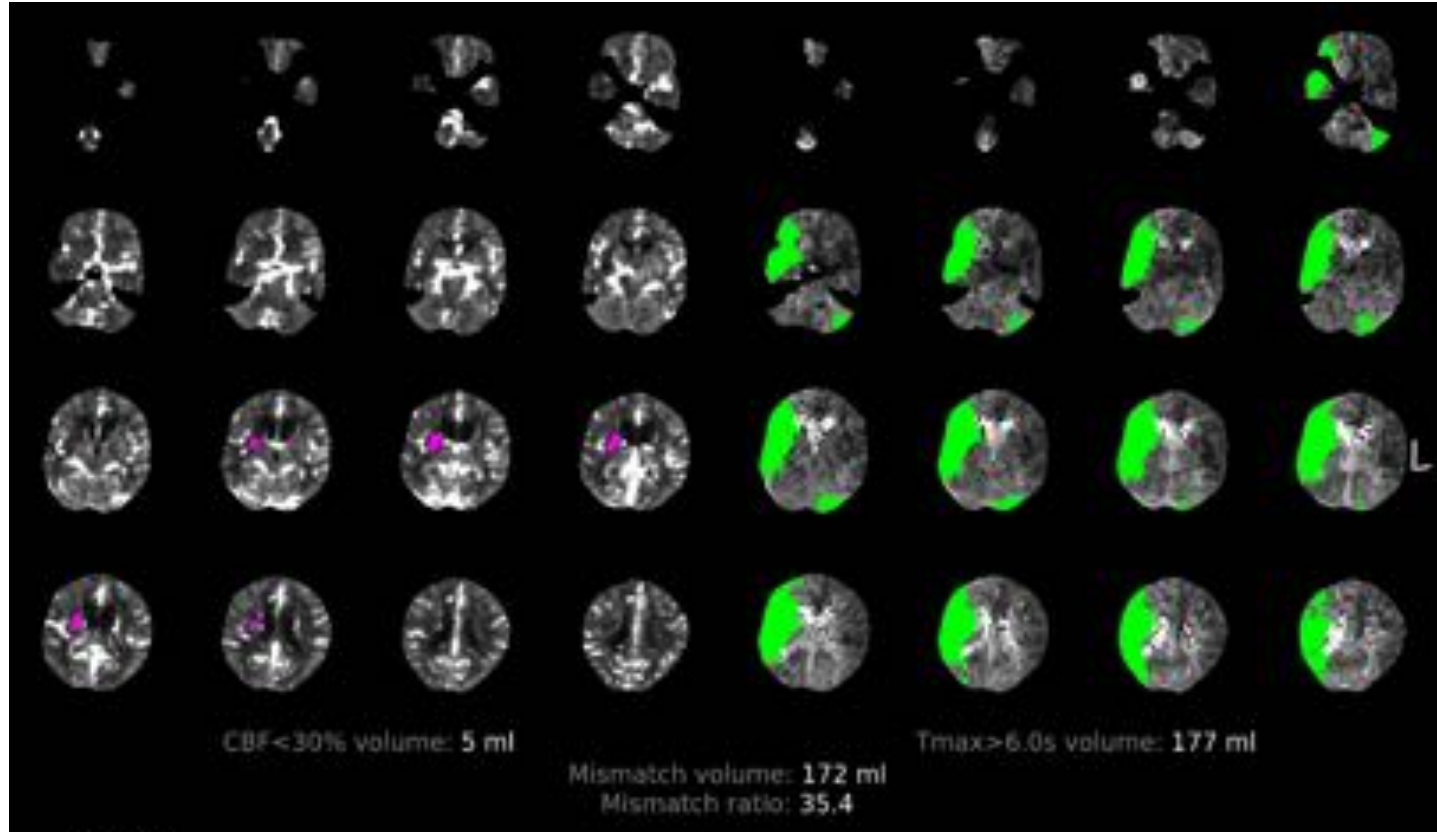 L
CBF<30% volume: 5 ml
Tmax>6.0s volume: 177 ml
Mismatch volume: 172 ml
Mismatch ratio: 35.4